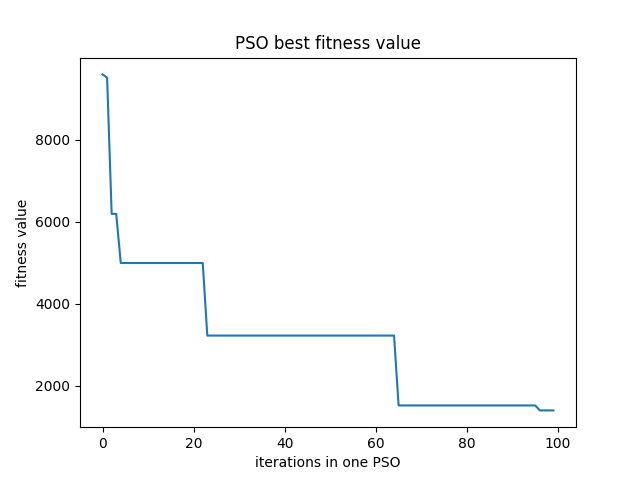 PSO best fitness value
fitness value
8000
6000
4000
2000
0 20 40 60 80 100
iterations in one PSO